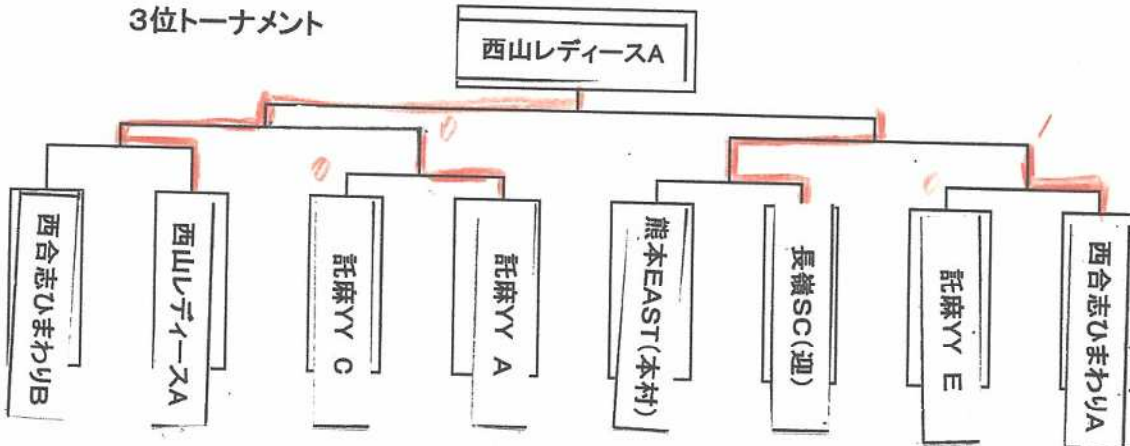 3位トーナメント
西山レディースA
西合志ひまわりB
西山レディースA
託麻YY C
託麻YY A
熊本EAST(本村)
長嶺SC(迎)
託麻YY E
西合志ひまわりA